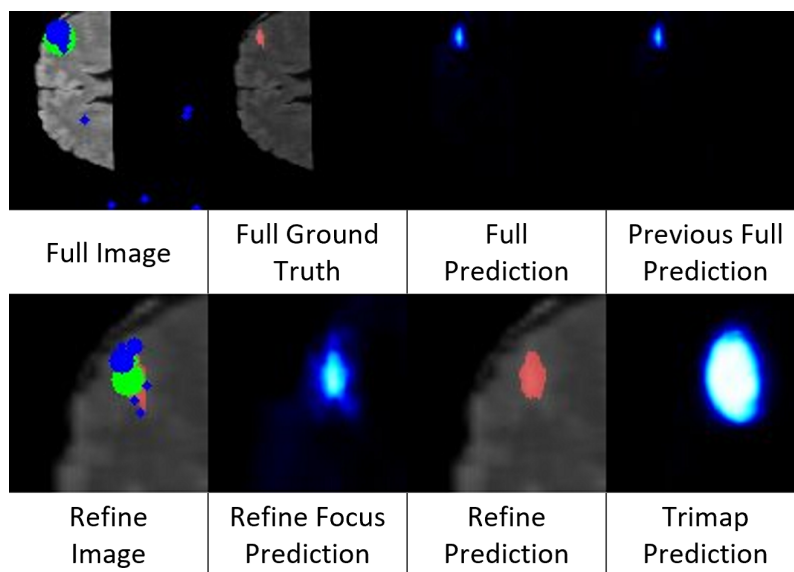 Full Image
Full Ground
Truth
Full
Prediction
Previous Full
Prediction
Refine
Image
Refine Focus
Prediction
Refine
Prediction
Trimap
Prediction